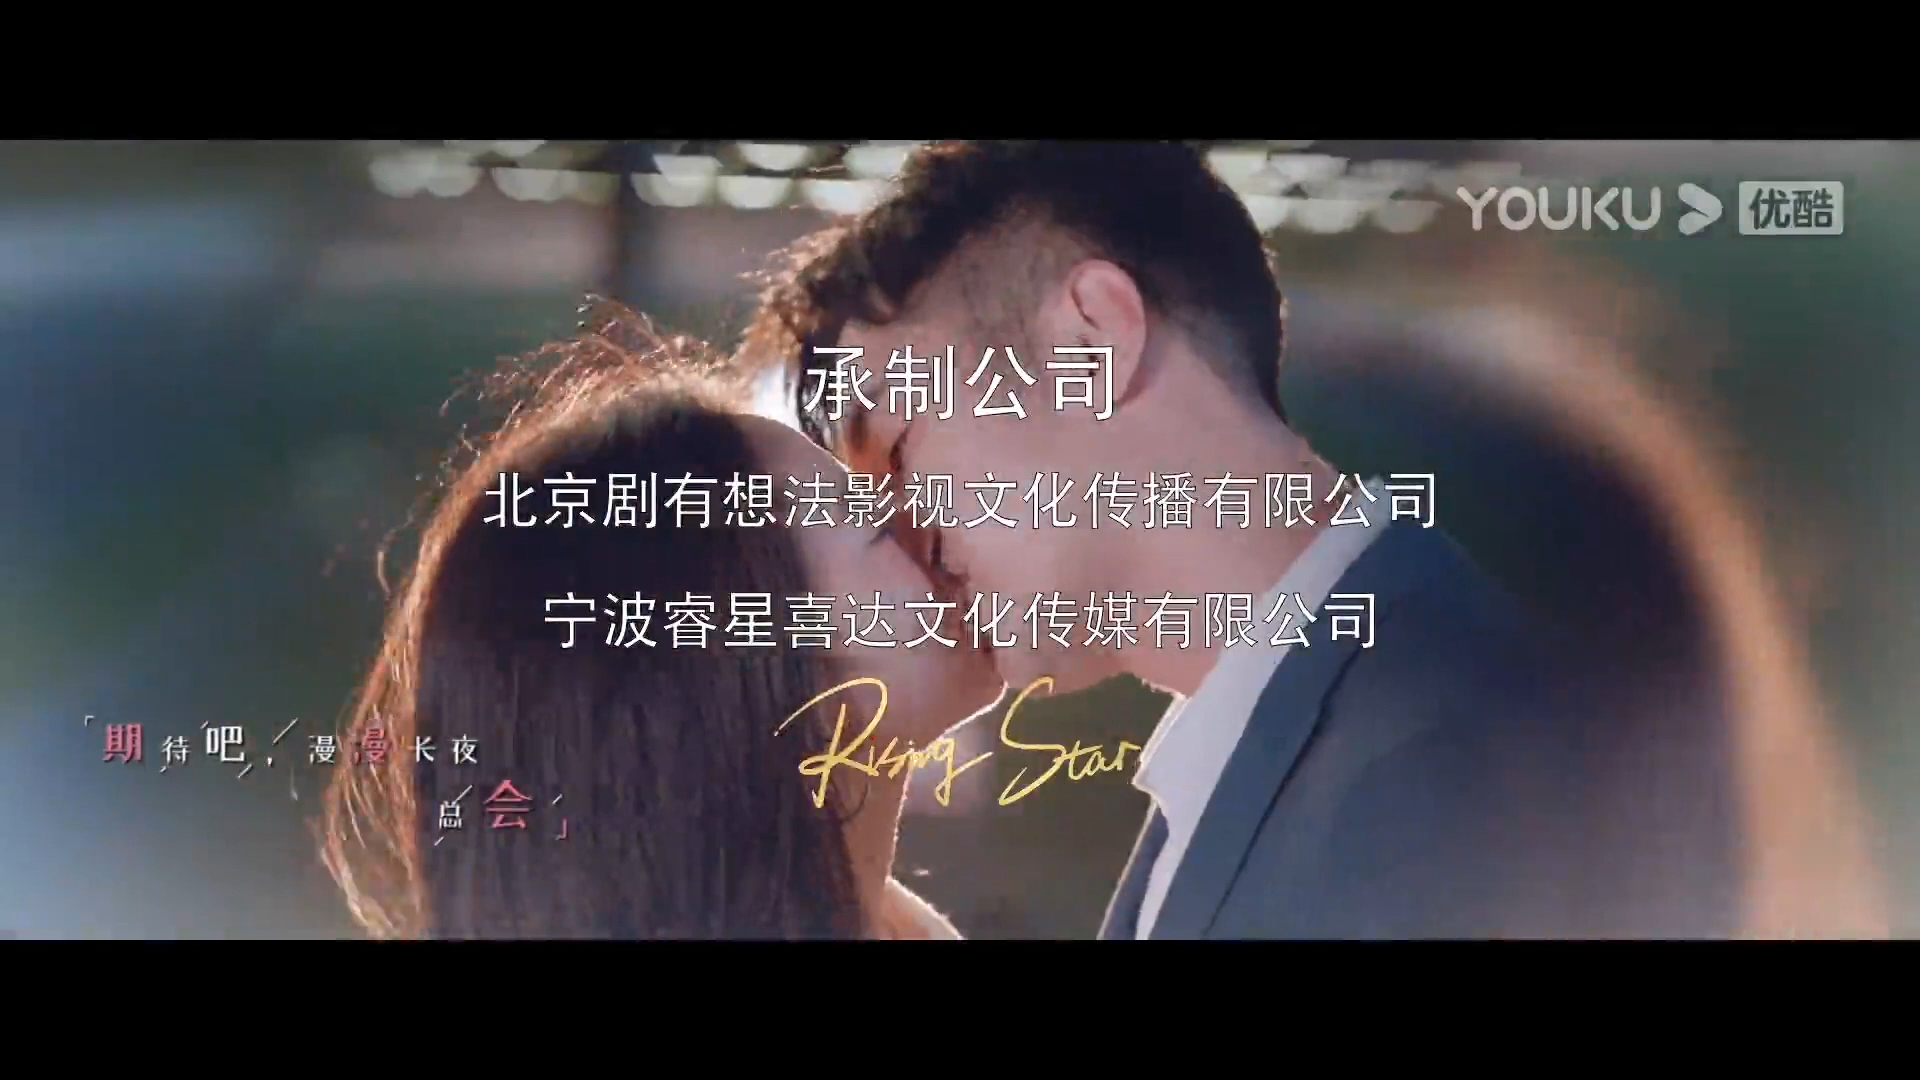 YOUKU 优酷
承制公司
北京剧有想法影视文化传播有限公司
宁波睿星喜达文化传媒有限公司
Rising Star
「期待吧,漫漫长夜
总会」